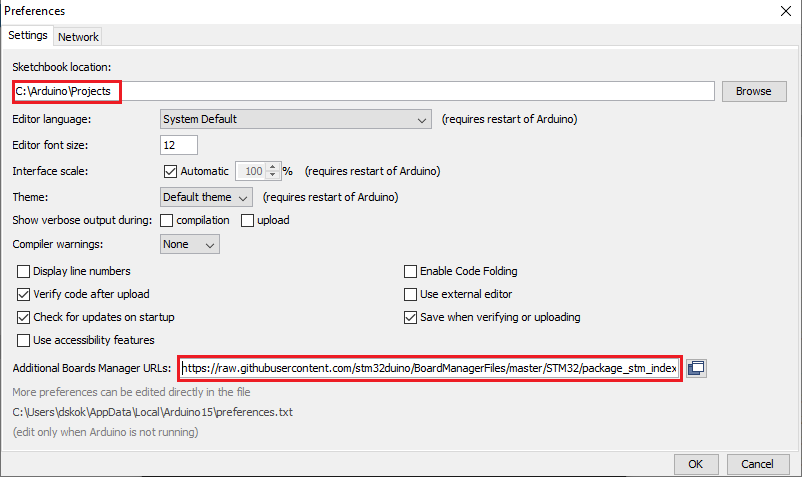 Preferences
Settings Network
Sketchbook location:
C:\Arduino\Projects Browse
Editor language: System Default (requires restart of Arduino)
Editor font size: 12
Interface scale: Automatic 100 % (requires restart of Arduino)
Theme: Default theme (requires restart of Arduino)
Show verbose output during: compilation upload
Compiler warnings: None
Display line numbers Enable Code Folding
Verify code after upload Use external editor
Check for updates on startup Save when verifying or uploading
Use accessibility features
Additional Boards Manager URLs: https://raw.githubusercontent.com/stm32duino/BoardManagerFiles/master/STM32/package_stm_index
More preferences can be edited directly in the file
C:\Users\dskok\AppData\Local\Arduino15\preferences.txt
(edit only when Arduino is not running)
OK Cancel